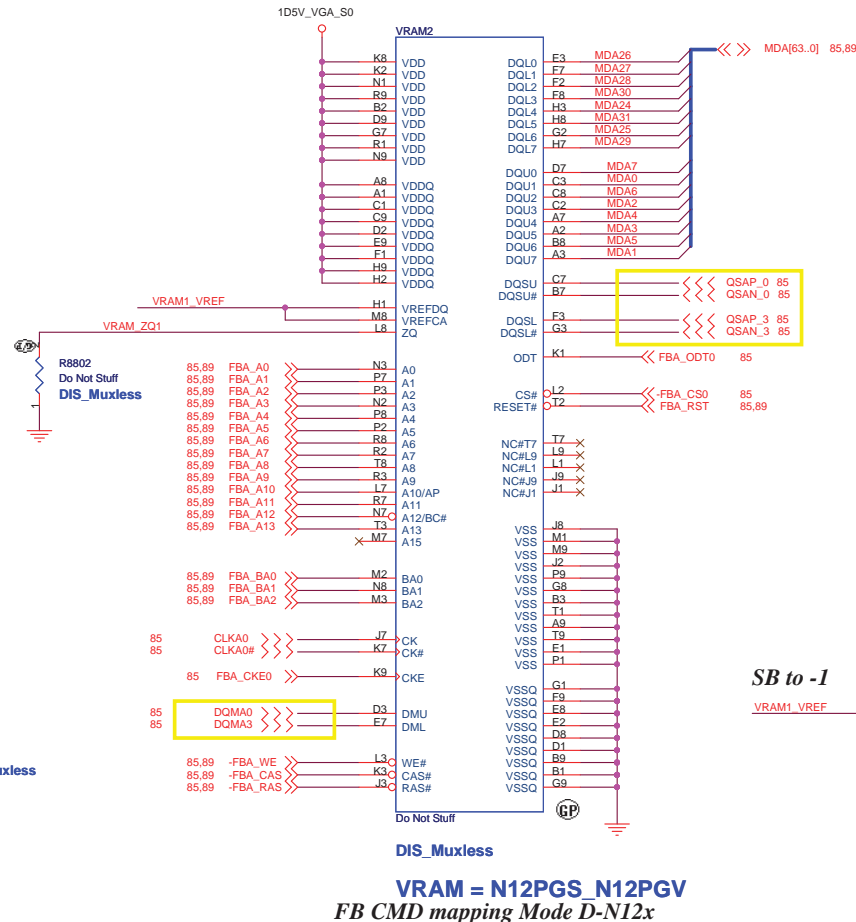 1D5V_VGA_S0
VRAM2
K8 VDD DQL0 E3 MDA26 MDA[63..0] 85,89
K2 VDD DQL1 F7 MDA27
N1 VDD DQL2 F2 MDA28
R9 VDD DQL3 F8 MDA30
B2 VDD DQL4 H3 MDA24
D9 VDD DQL5 H8 MDA31
G7 VDD DQL6 G2 MDA25
R1 VDD DQL7 H7 MDA29
N9 VDD
A8 VDDQ DQU0 D7 MDA7
A1 VDDQ DQU1 C3 MDA0
C1 VDDQ DQU2 C8 MDA6
C9 VDDQ DQU3 C2 MDA2
D2 VDDQ DQU4 A7 MDA4
E9 VDDQ DQU5 A2 MDA3
F1 VDDQ DQU6 B8 MDA5
H9 VDDQ DQU7 A3 MDA1
H2 VDDQ
DQSU C7 QSAP_0 85
DQSU# B7 QSAN_0 85
VRAM1_VREF H1 VREFDQ
M8 VREFCA DQSL F3 QSAP_3 85
VRAM_ZQ1 L8 ZQ DQSL# G3 QSAN_3 85
ODT K1 FBA_ODT0 85
R8802
Do Not Stuff
DIS_Muxless
1
85,89 FBA_A0 N3 A0
85,89 FBA_A1 P7 A1
85,89 FBA_A2 P3 A2 CS# L2 -FBA_CS0 85
85,89 FBA_A3 N2 A3 RESET# T2 FBA_RST 85,89
85,89 FBA_A4 P8 A4
85,89 FBA_A5 P2 A5
85,89 FBA_A6 R8 A6 NC#T7 T7
85,89 FBA_A7 R2 A7 NC#L9 L9
85,89 FBA_A8 T8 A8 NC#L1 L1
85,89 FBA_A9 R3 A9 NC#J9 J9
85,89 FBA_A10 L7 A10/AP NC#J1 J1
85,89 FBA_A11 R7 A11
85,89 FBA_A12 N7 A12/BC#
85,89 FBA_A13 T3 A13 VSS J8
M7 A15 VSS M1
VSS M9
VSS J2
85,89 FBA_BA0 M2 BA0 VSS P9
85,89 FBA_BA1 N8 BA1 VSS G8
85,89 FBA_BA2 M3 BA2 VSS B3
VSS T1
VSS A9
85 CLKA0 J7 CK VSS T9
85 CLKA0# K7 CK# VSS E1
VSS P1
85 FBA_CKE0 K9 CKE
VSSQ G1
VSSQ F9
85 DQMA0 D3 DMU VSSQ E8
85 DQMA3 E7 DML VSSQ E2
VSSQ D8
VSSQ D1
85,89 -FBA_WE L3 WE# VSSQ B9
85,89 -FBA_CAS K3 CAS# VSSQ B1
85,89 -FBA_RAS J3 RAS# VSSQ G9
SB to -1
VRAM1_VREF
uxless
Do Not Stuff
GP
DIS_Muxless
VRAM = N12PGS_N12PGV
FB CMD mapping Mode D-N12x